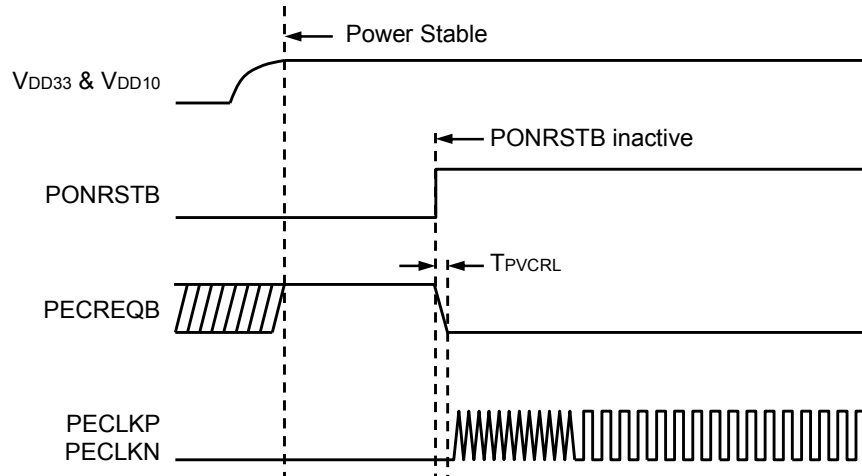 Power Stable
VDD33 & VDD10
PONRSTB inactive
PONRSTB
TPVCRL
PECREQB
PECLKP
PECLKN